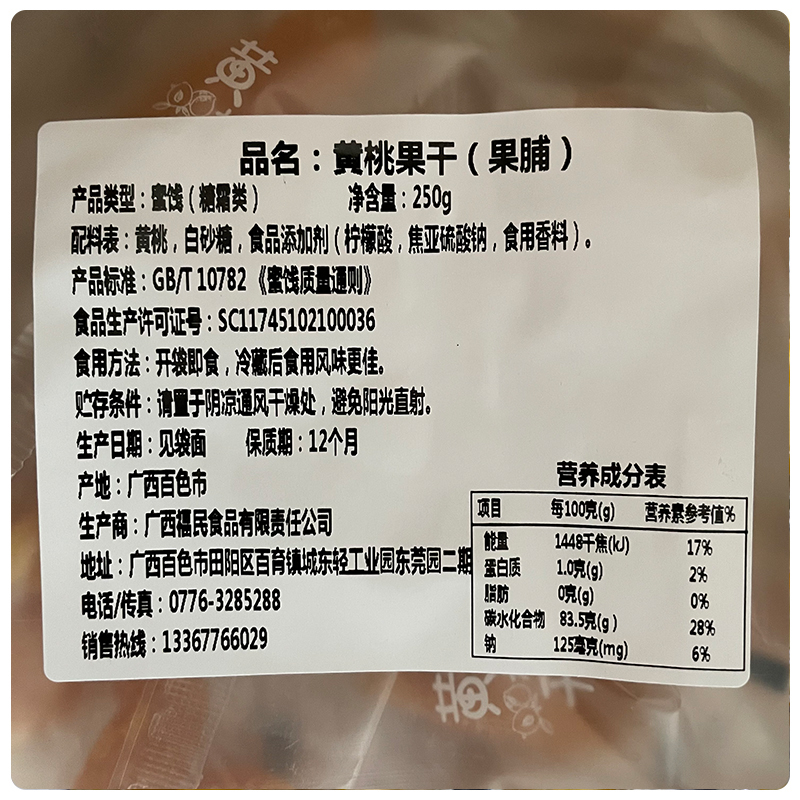 黄
品名：黄桃果干（果脯）
产品类型：蜜饯（糖霜类） 净含量：250g
配料表：黄桃，白砂糖，食品添加剂（柠檬酸，焦亚硫酸钠，食用香料）。
产品标准：GB/T 10782《蜜饯质量通则》
食品生产许可证号：SC11745102100036
食用方法：开袋即食，冷藏后食用风味更佳。
贮存条件：请置于阴凉通风干燥处，避免阳光直射。
生产日期：见袋面 保质期：12个月
产地：广西百色市
生产商：广西福民食品有限责任公司
地址：广西百色市田阳区百育镇城东轻工业园东莞园二期
电话/传真：0776-3285288
销售热线：13367766029
营养成分表
项目 每100克(g) 营养素参考值%
能量 1448千焦(kJ) 17%
蛋白质 1.0克(g) 2%
脂肪 0克(g) 0%
碳水化合物 83.5克(g) 28%
钠 125毫克(mg) 6%
黄 干